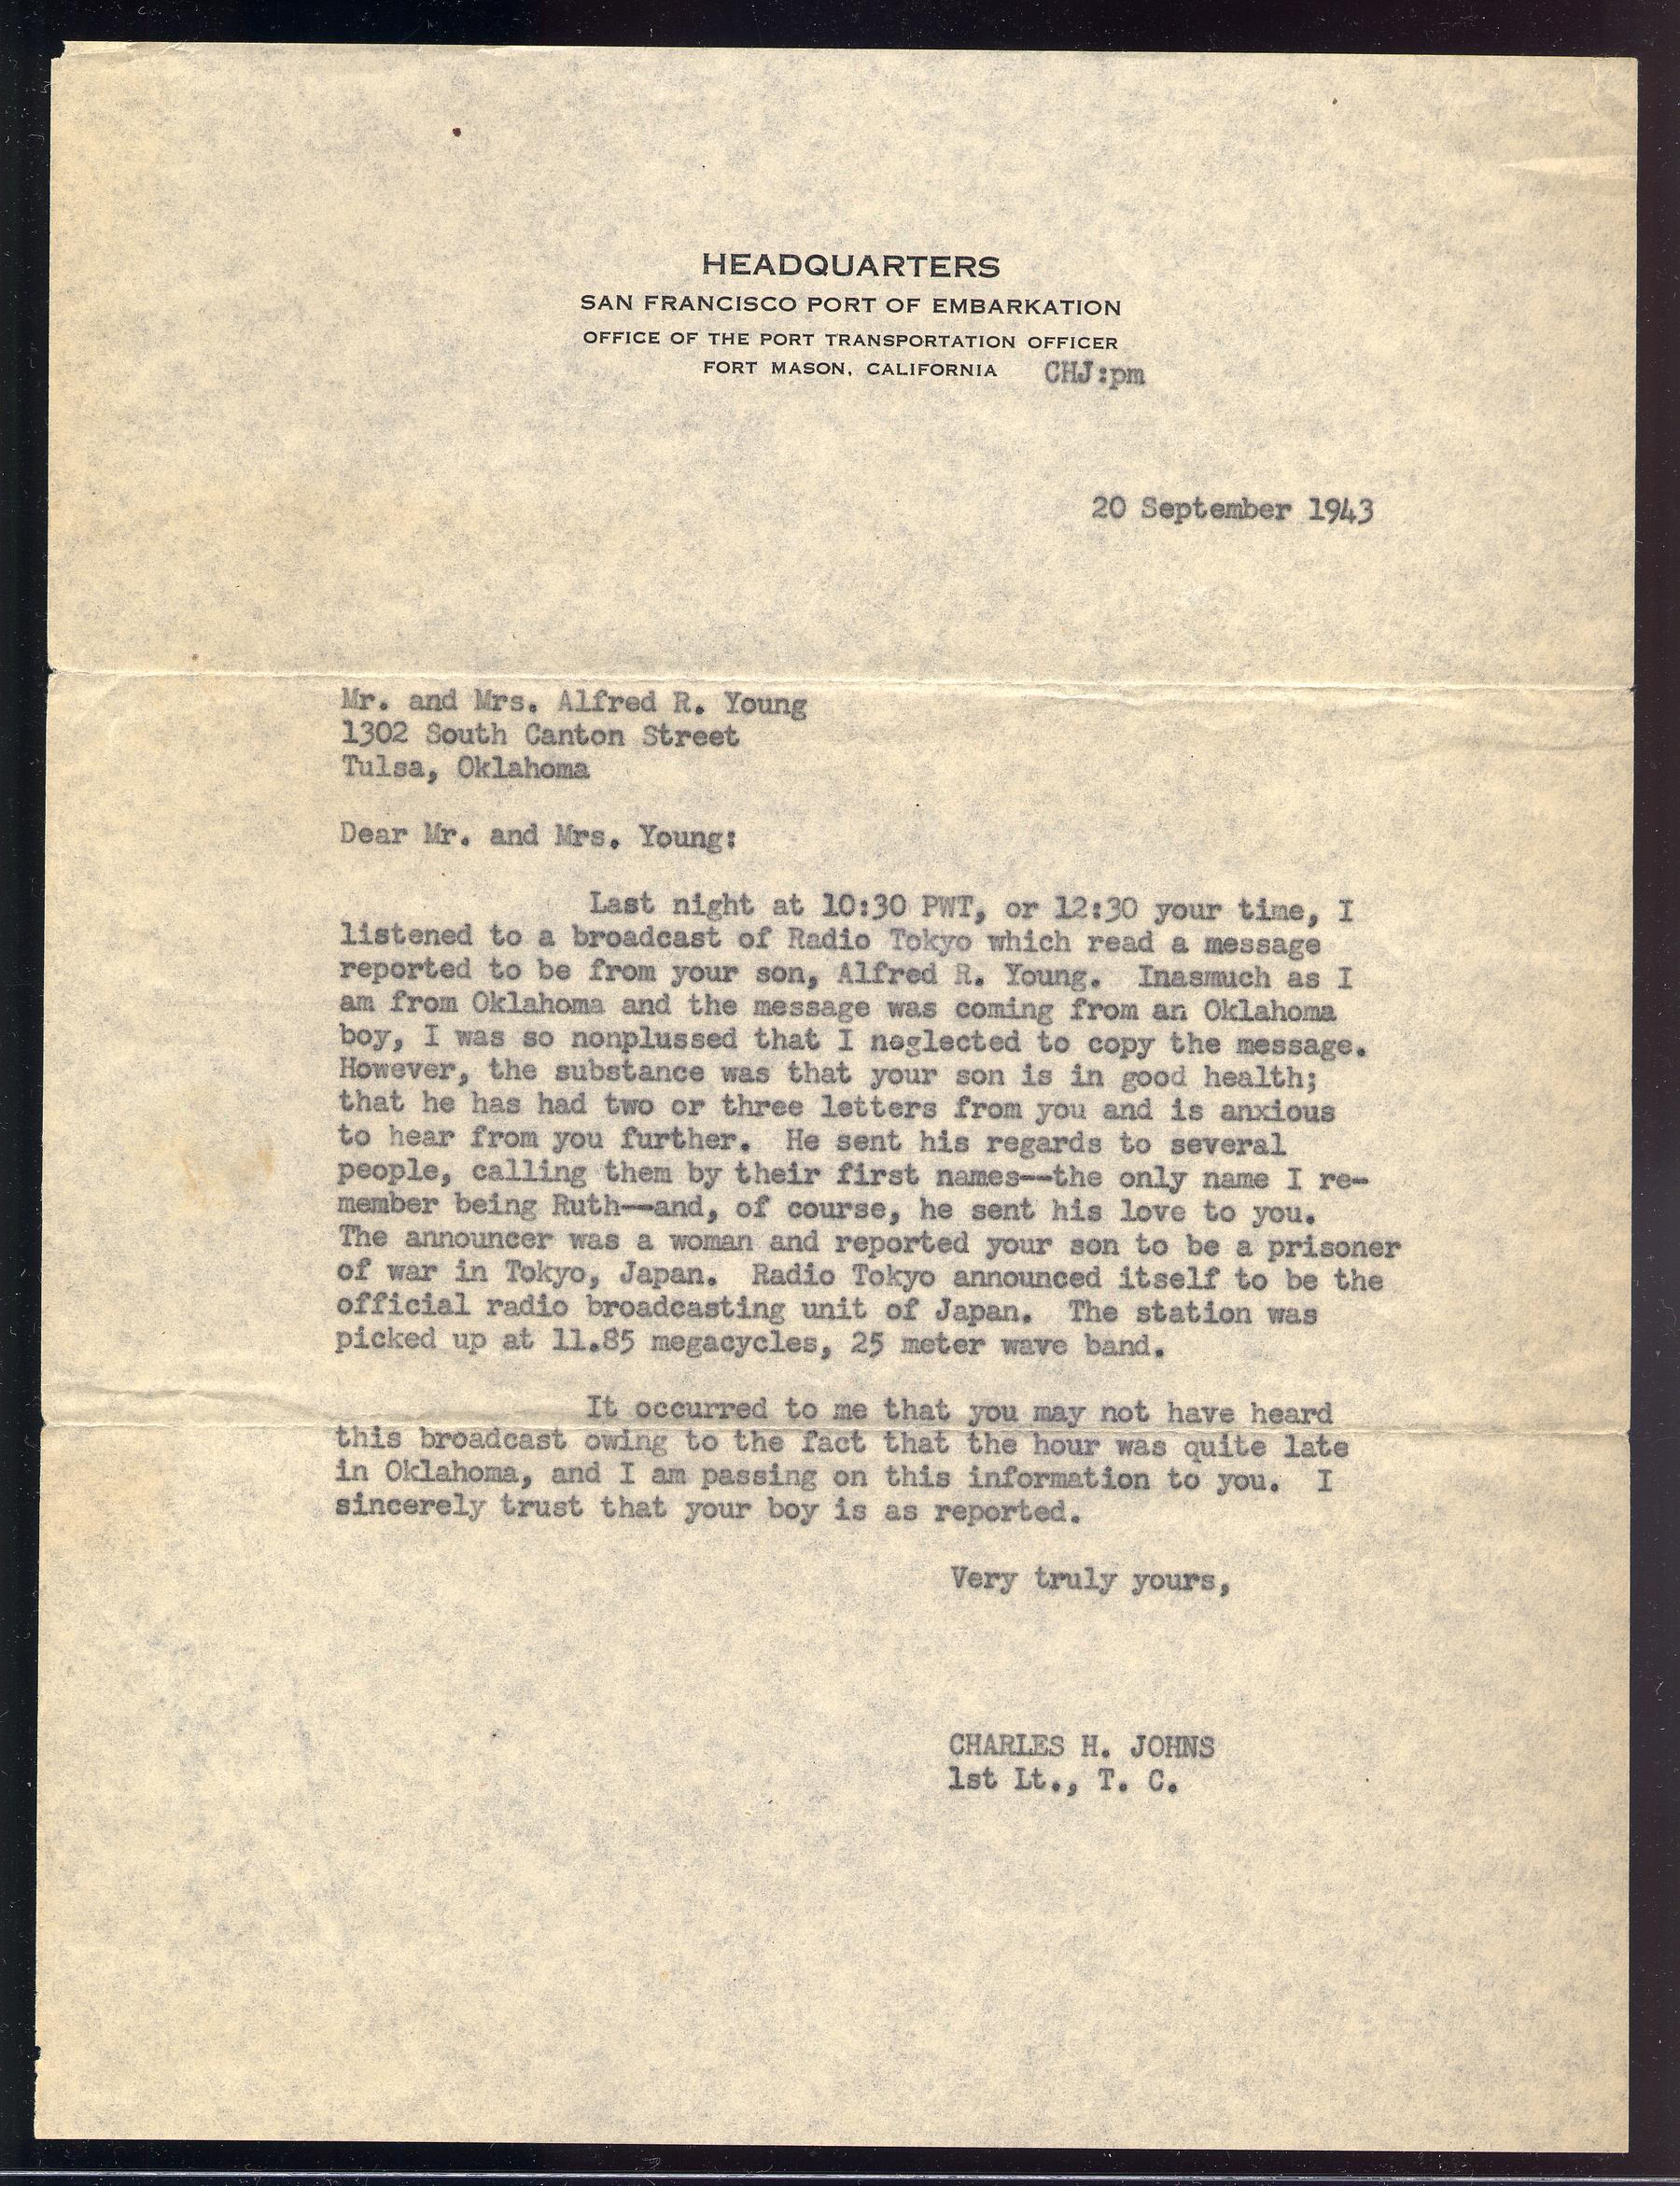 HEADQUARTERS
SAN FRANCISCO PORT OF EMBARKATION
OFFICE OF THE PORT TRANSPORTATION OFFICER
FORT MASON, CALIFORNIA CHJ:pm
20 September 1943
Mr. and Mrs. Alfred R. Young
1302 South Canton Street
Tulsa, Oklahoma
Dear Mr. and Mrs. Young:
Last night at 10:30 PWT, or 12:30 your time, I
listened to a broadcast of Radio Tokyo which read a message
reported to be from your son, Alfred R. Young. Inasmuch as I
am from Oklahoma and the message was coming from an Oklahoma
boy, I was so nonplussed that I neglected to copy the message.
However, the substance was that your son is in good health;
that he has had two or three letters from you and is anxious
to hear from you further. He sent his regards to several
people, calling them by their first names--the only name I re-
member being Ruth--and, of course, he sent his love to you.
The announcer was a woman and reported your son to be a prisoner
of war in Tokyo, Japan. Radio Tokyo announced itself to be the
official radio broadcasting unit of Japan. The station was
picked up at 11.85 megacycles, 25 meter wave band.
It occurred to me that you may not have heard
this broadcast owing to the fact that the hour was quite late
in Oklahoma, and I am passing on this information to you. I
sincerely trust that your boy is as reported.
Very truly yours,
CHARLES H. JOHNS
1st Lt., T. C.